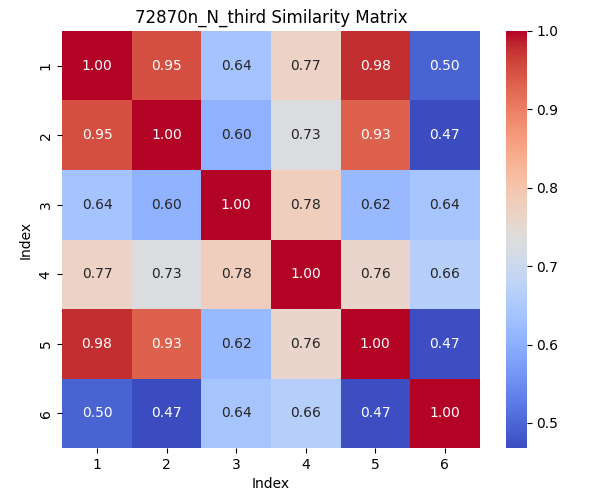 72870n_N_third Similarity Matrix
1 1.00 0.95 0.64 0.77 0.98 0.50
2 0.95 1.00 0.60 0.73 0.93 0.47
3 0.64 0.60 1.00 0.78 0.62 0.64
4 0.77 0.73 0.78 1.00 0.76 0.66
5 0.98 0.93 0.62 0.76 1.00 0.47
6 0.50 0.47 0.64 0.66 0.47 1.00
1 2 3 4 5 6
Index
Index
1.0
0.9
0.8
0.7
0.6
0.5